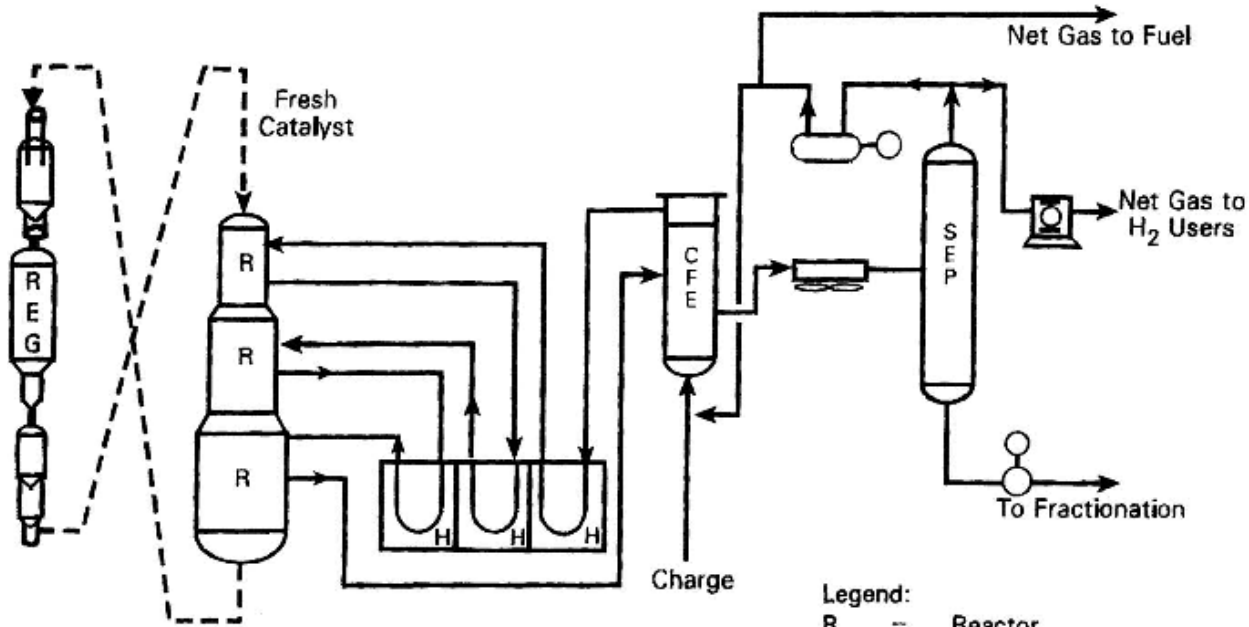 Net Gas to Fuel
Fresh
Catalyst
Net Gas to
H₂ Users
R
E
G
R
R
R
C
F
E
S
E
P
H
H
H
To Fractionation
Charge
Legend:
R = Reactor